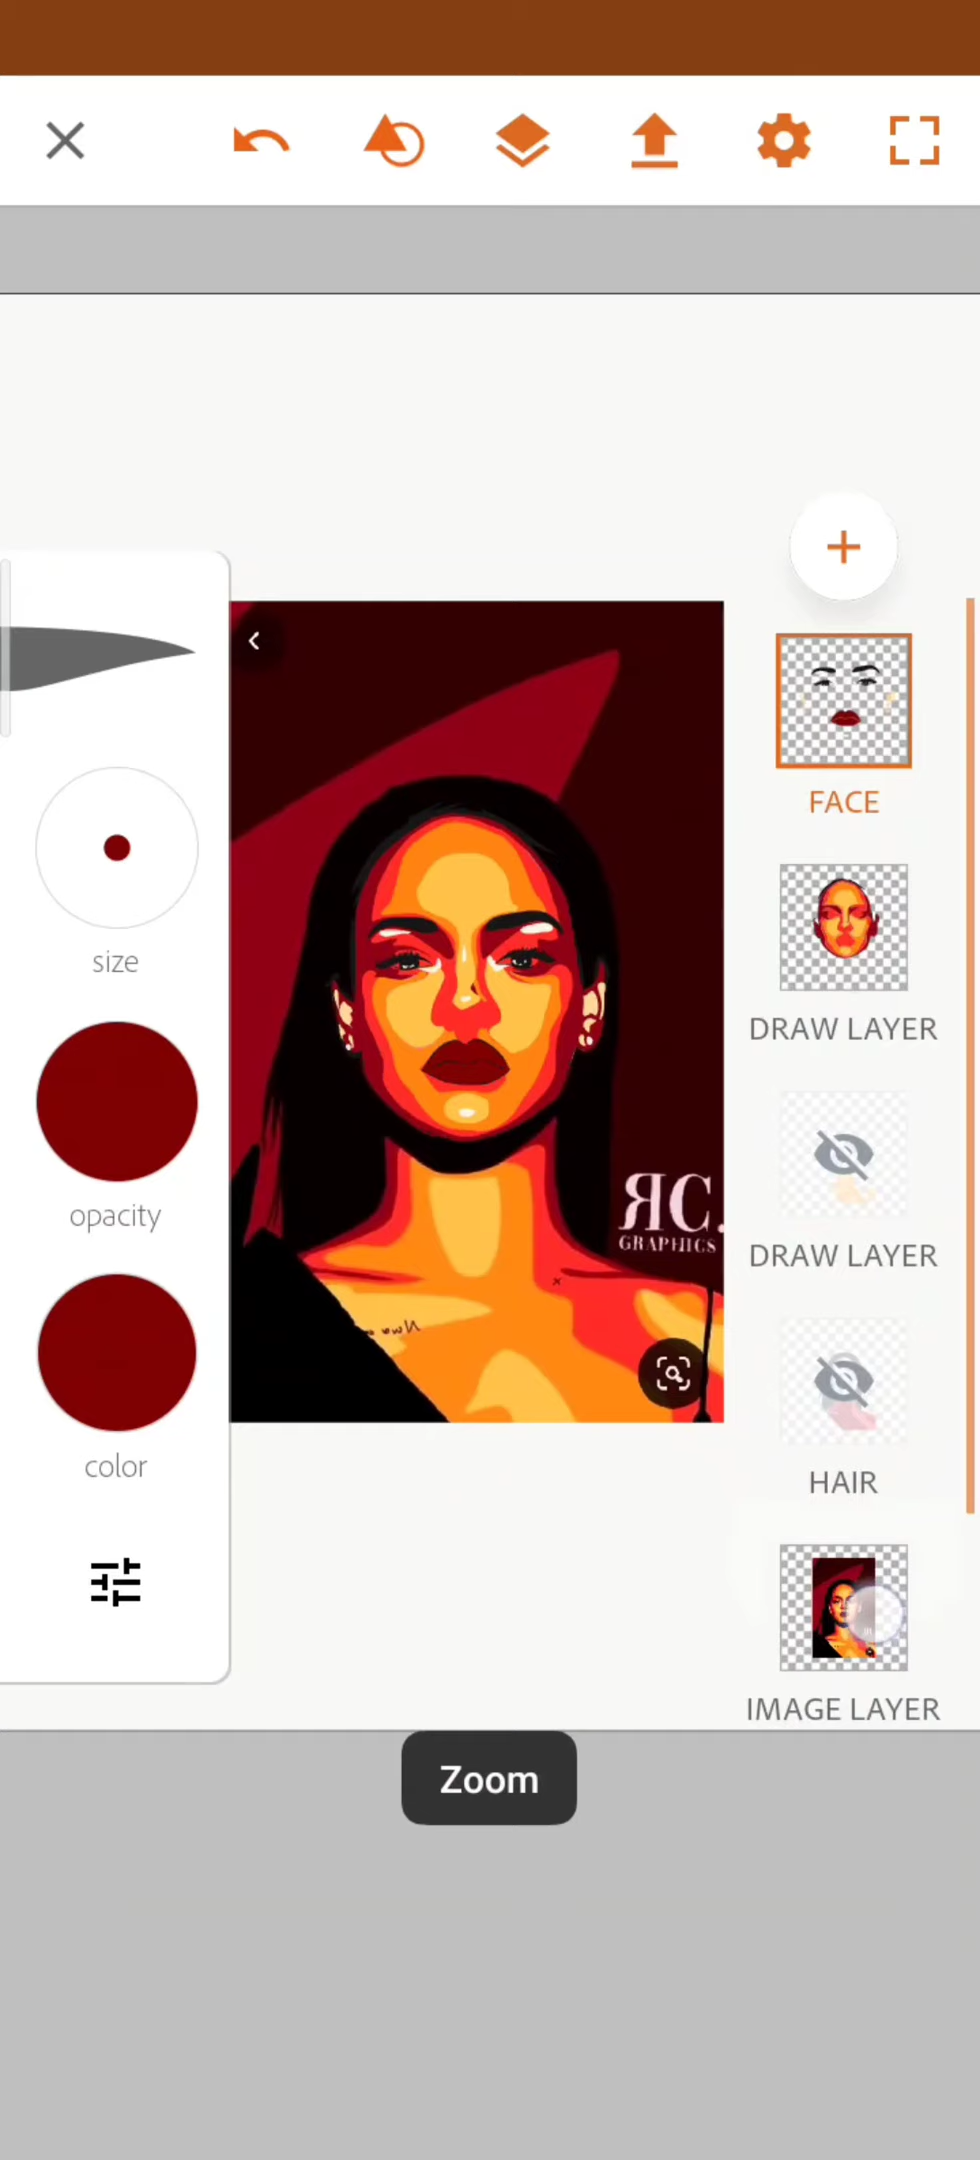 FACE
size
DRAW LAYER
opacity
ЯC.
GRAPHICS
DRAW LAYER
color
HAIR
IMAGE LAYER
Zoom